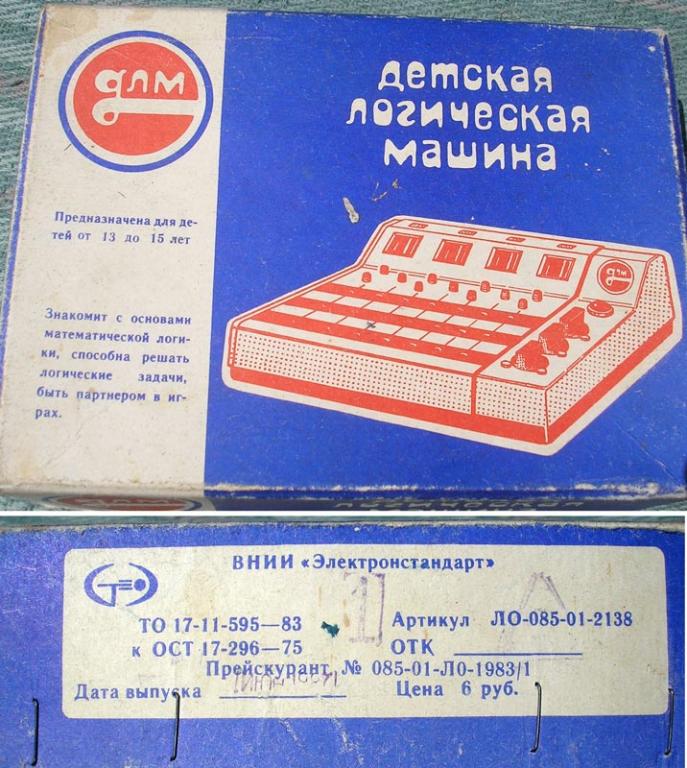 длм
детская
логическая
машина
Предназначена для де-
тей от 13 до 15 лет
Знакомит с основами
математической логи-
ки, способна решать
логические задачи,
быть партнером в иг-
рах.
длм
длм
логическая
ВНИИ «Электронстандарт»
ТО 17-11-595—83
Артикул ЛО-085-01-2138
к ОСТ 17-296—75
ОТК
Прейскурант № 085-01-ЛО-1983/1
Дата выпуска
Цена 6 руб.